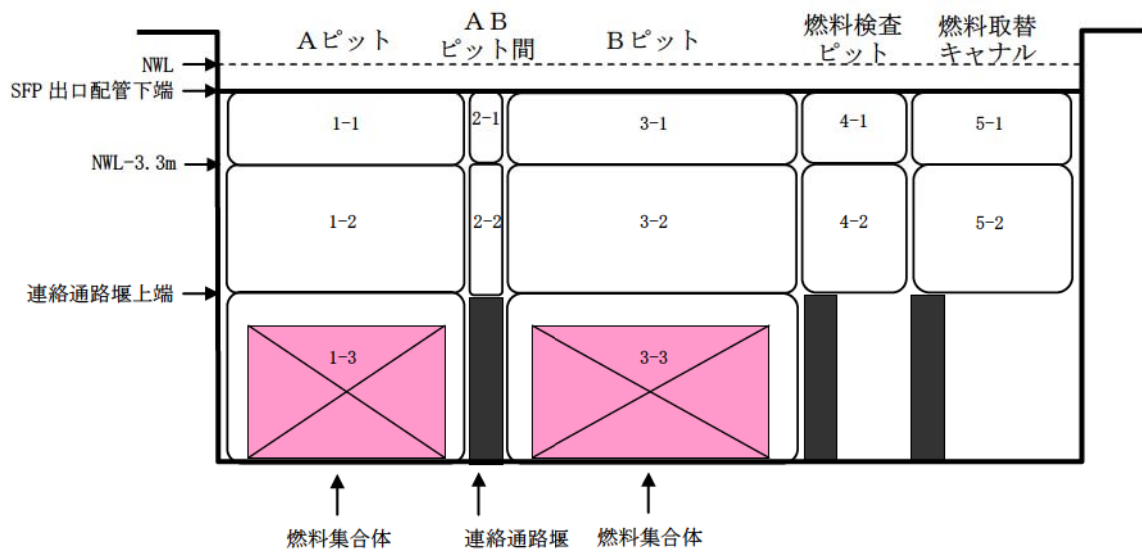 Ａピット
ＡＢ
ピット間
Ｂピット
燃料検査
ピット
燃料取替
キャナル
NWL
SFP 出口配管下端
NWL-3.3m
連絡通路堰上端
1-1
2-1
3-1
4-1
5-1
1-2
2-2
3-2
4-2
5-2
1-3
3-3
燃料集合体
連絡通路堰
燃料集合体